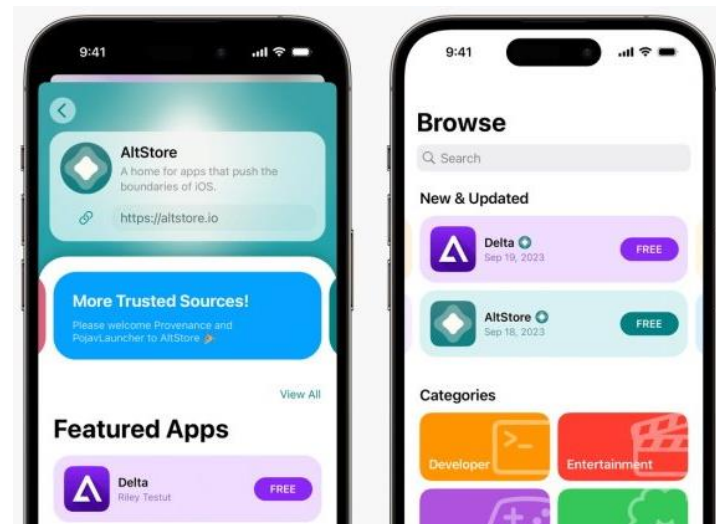 9:41
AltStore
A home for apps that push the
boundaries of iOS.
https://altstore.io
More Trusted Sources!
Please welcome Provenance and
PojavLauncher to AltStore 🎉
View All
Featured Apps
Delta
Riley Testut
FREE
9:41
Browse
Search
New & Updated
Delta
Sep 19, 2023
FREE
AltStore
Sep 18, 2023
FREE
Categories
Developer
Entertainment